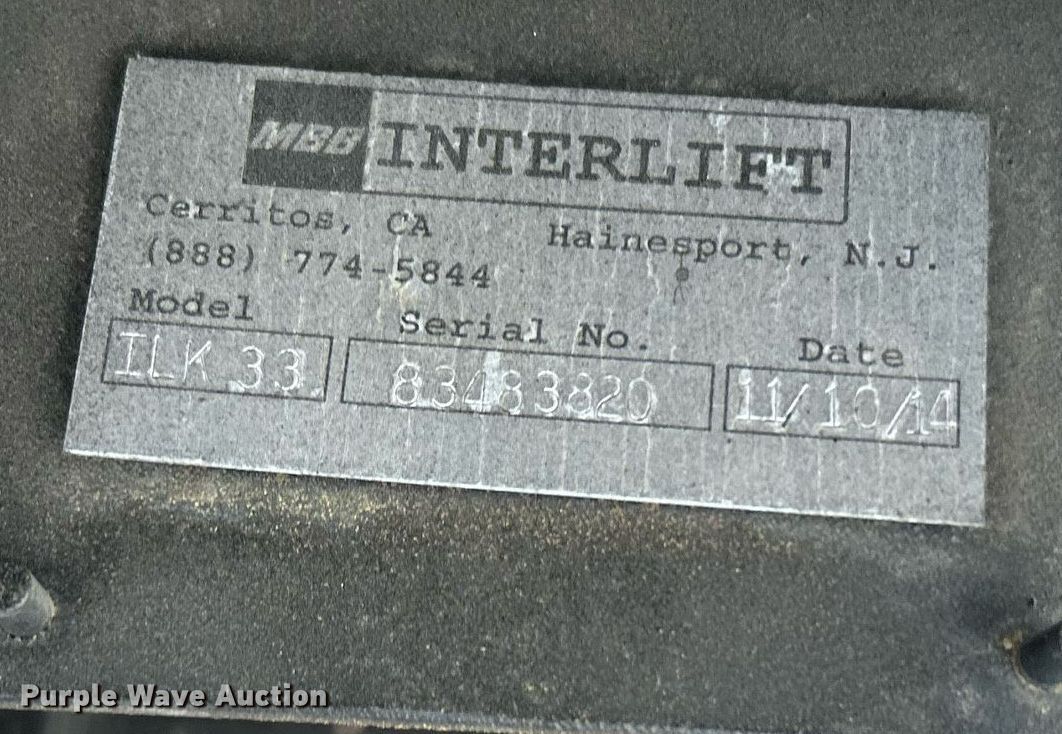 MBB INTERLIFT
Cerritos, CA Hainesport, N.J.
(888) 774-5844
Model Serial No. Date
ILK 33. 83483820 11/10/14
Purple Wave Auction